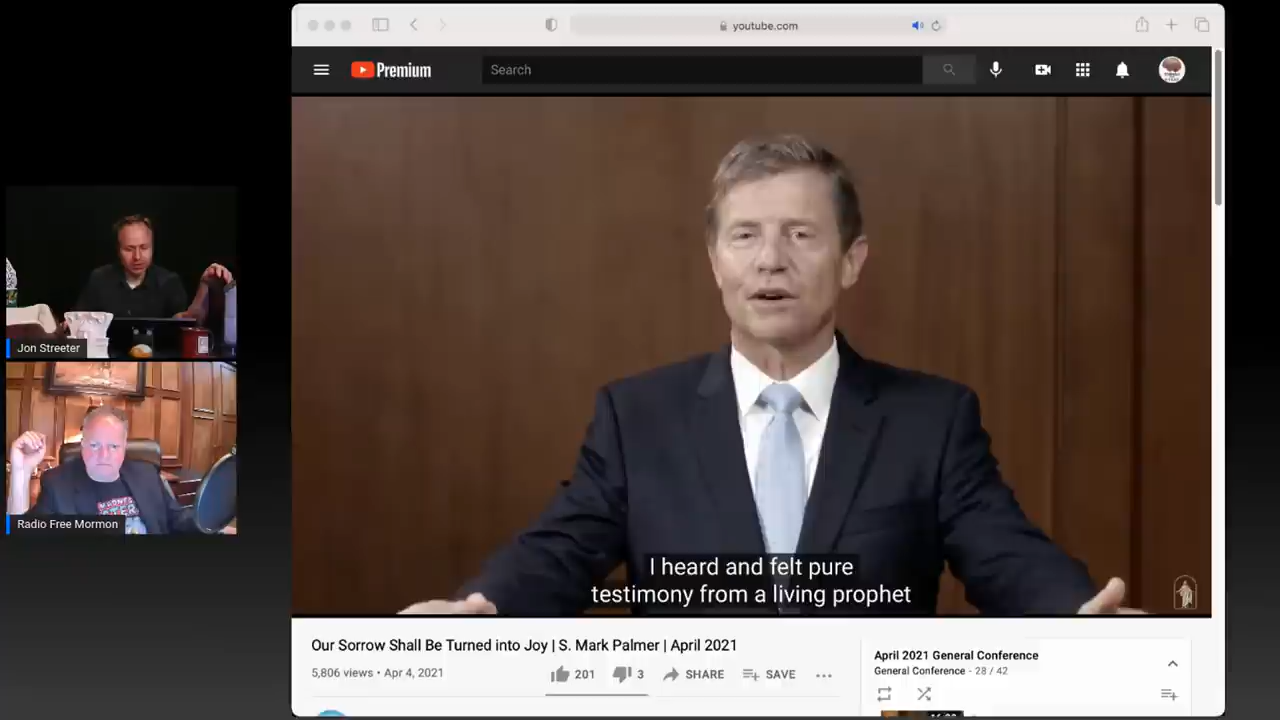 youtube.com
Premium
Search
Jon Streeter
Radio Free Mormon
I heard and felt pure
testimony from a living prophet
Our Sorrow Shall Be Turned into Joy | S. Mark Palmer | April 2021
5,806 views • Apr 4, 2021
201
3
SHARE
SAVE
April 2021 General Conference
General Conference - 28 / 42